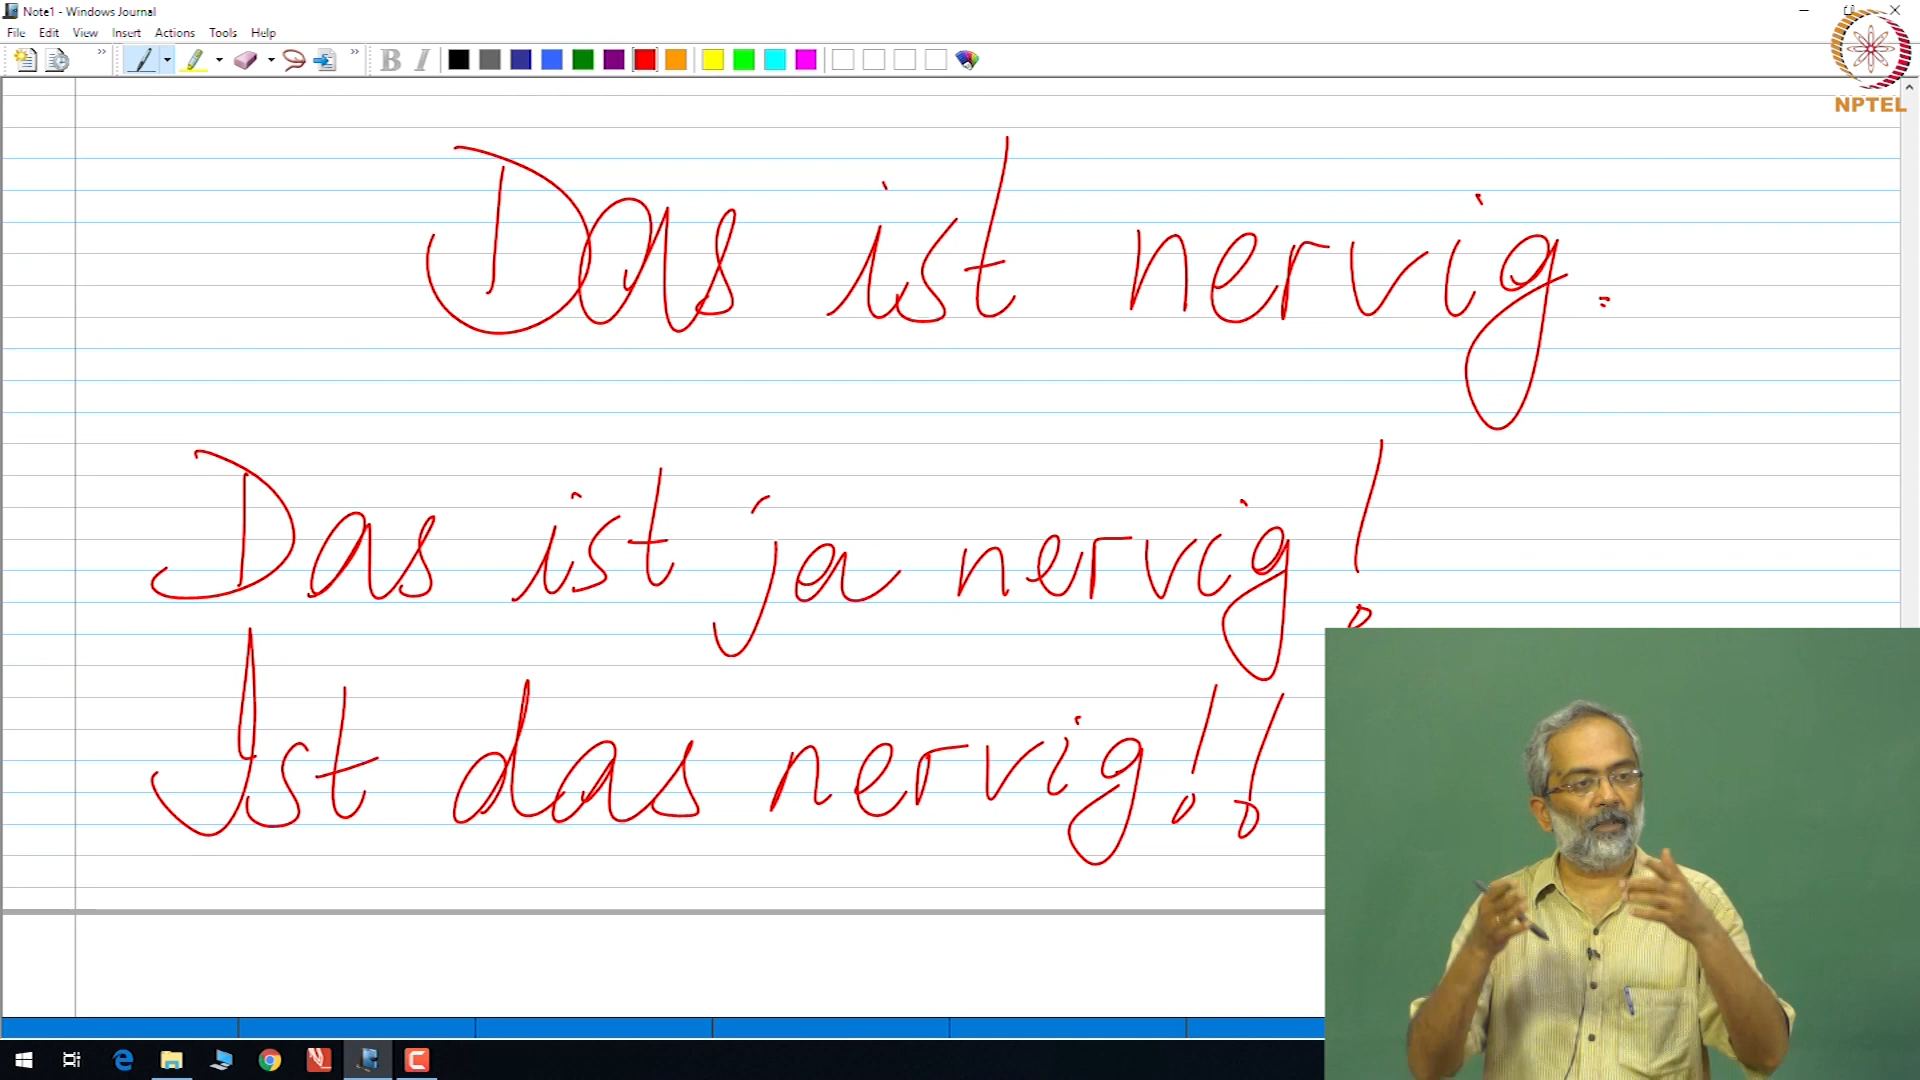 Note1 - Windows Journal
File Edit View Insert Actions Tools Help
B I
NPTEL
Das ist nervig.
Das ist ja nervig!
Ist das nervig!!